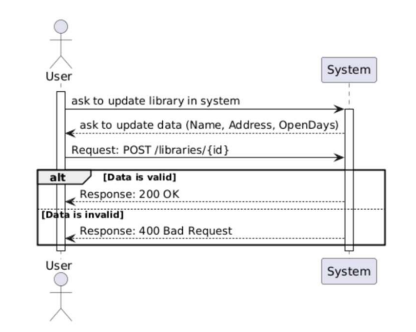 User
System
ask to update library in system
ask to update data (Name, Address, OpenDays)
Request: POST /libraries/{id}
alt [Data is valid]
Response: 200 OK
[Data is invalid]
Response: 400 Bad Request
User
System